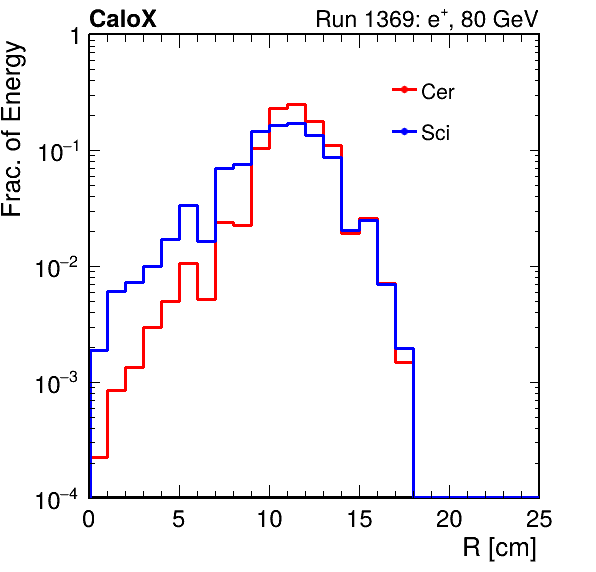 CaloX Run 1369: e⁺, 80 GeV
Frac. of Energy
1
10⁻¹
10⁻²
10⁻³
10⁻⁴
Cer
Sci
0 5 10 15 20 25
R [cm]